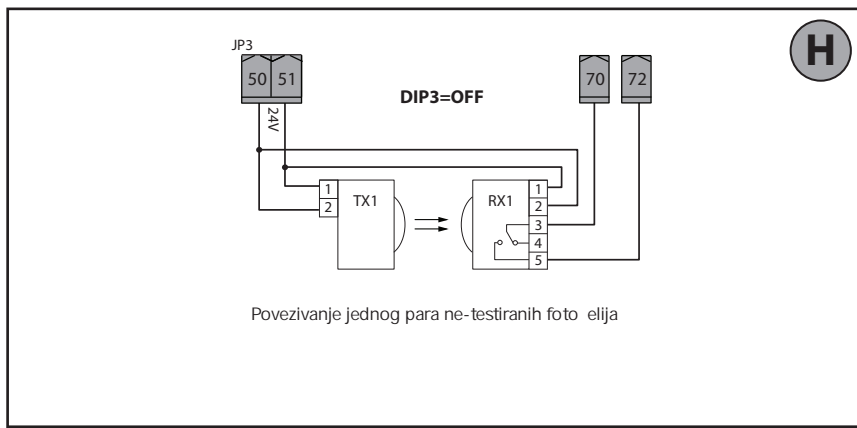 H
JP3
50 51
70 72
DIP3=OFF
24V
1
2
TX1
RX1
1
2
3
4
5
Povezivanje jednog para ne-testiranih foto elija